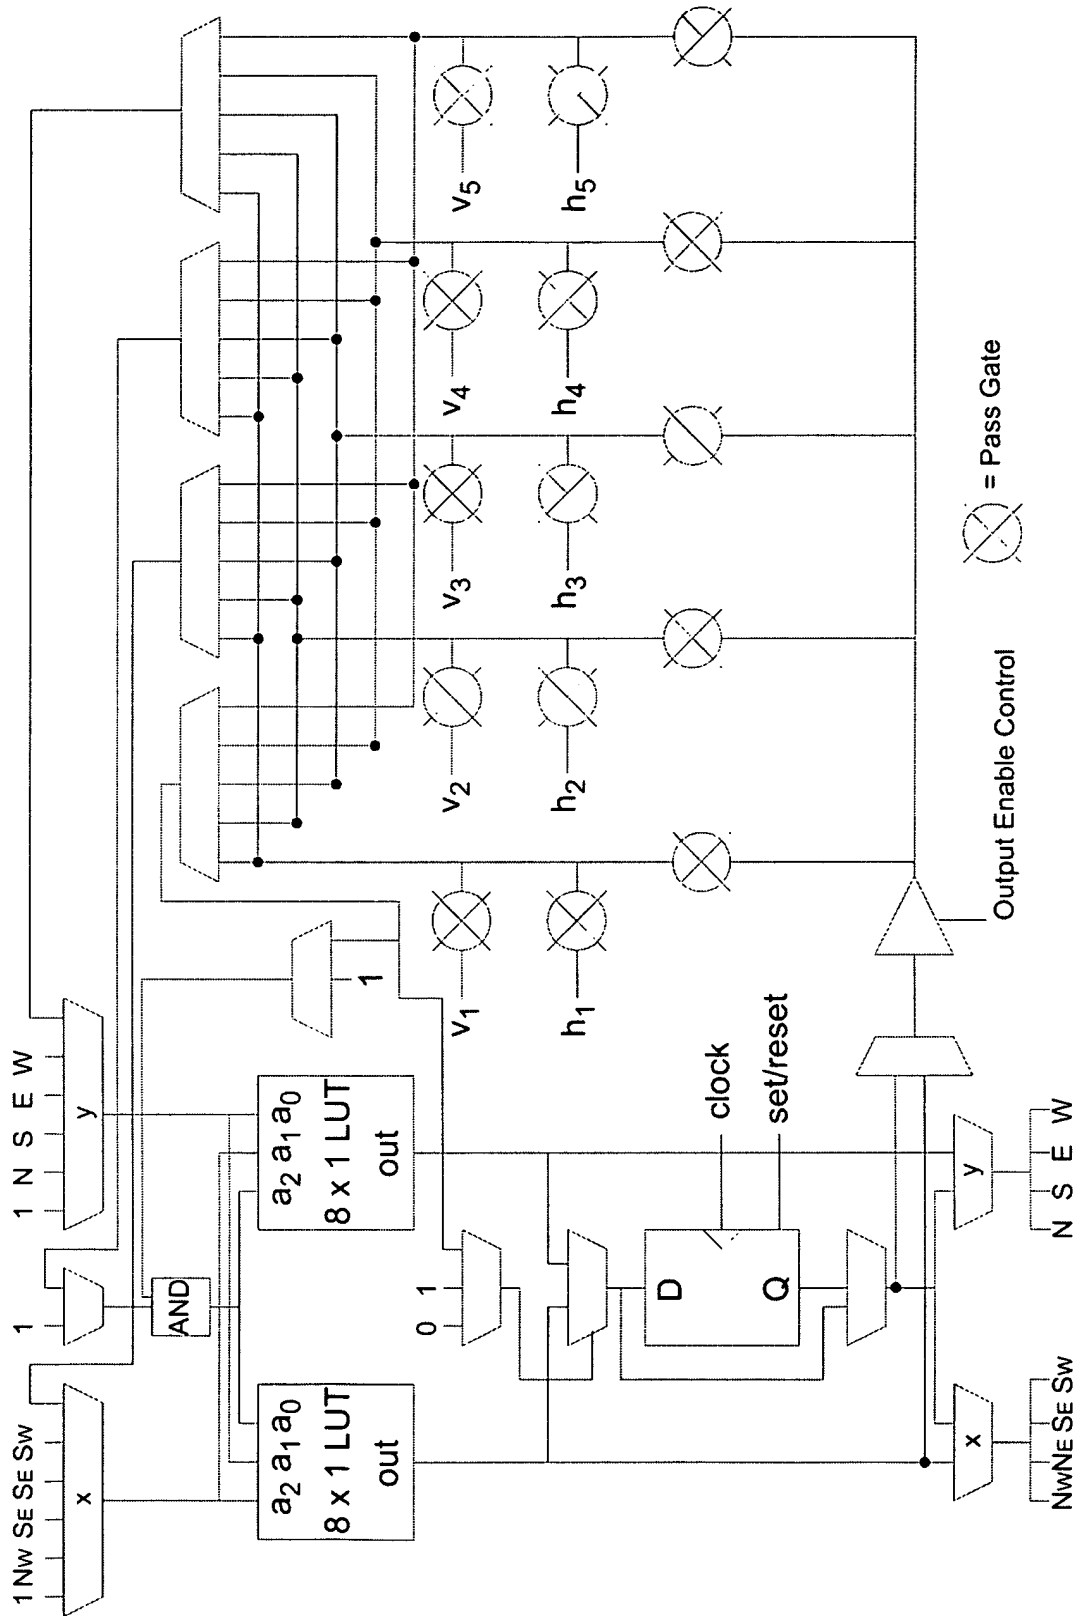 1 NW SE SE SW
1
1 N S E W
x
y
AND
1
a2 a1 a0
8 x 1 LUT
out
a2 a1 a0
8 x 1 LUT
out
0 1
D
Q
clock
set/reset
x
y
NW NE SE SW
N S E W
v1
h1
v2
h2
v3
h3
v4
h4
v5
h5
Output Enable Control
= Pass Gate